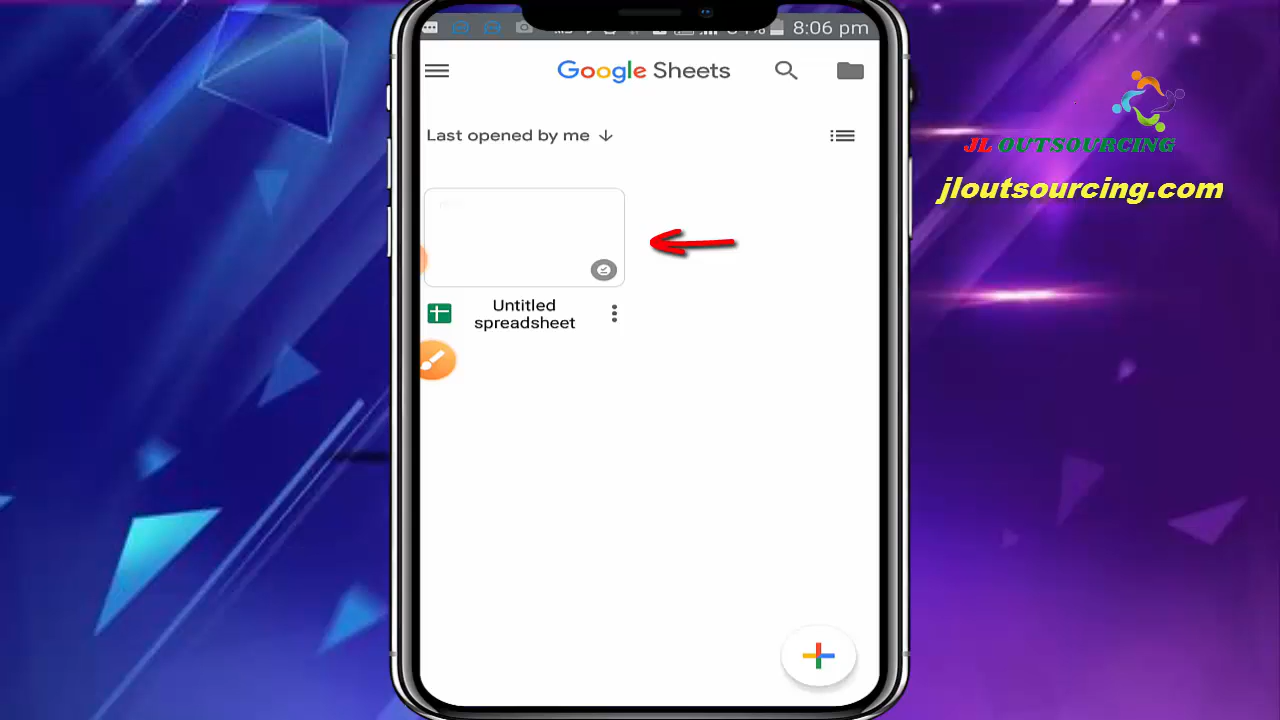 8:06 pm
Google Sheets
Last opened by me
Untitled
spreadsheet
JL OUTSOURCING
jloutsourcing.com